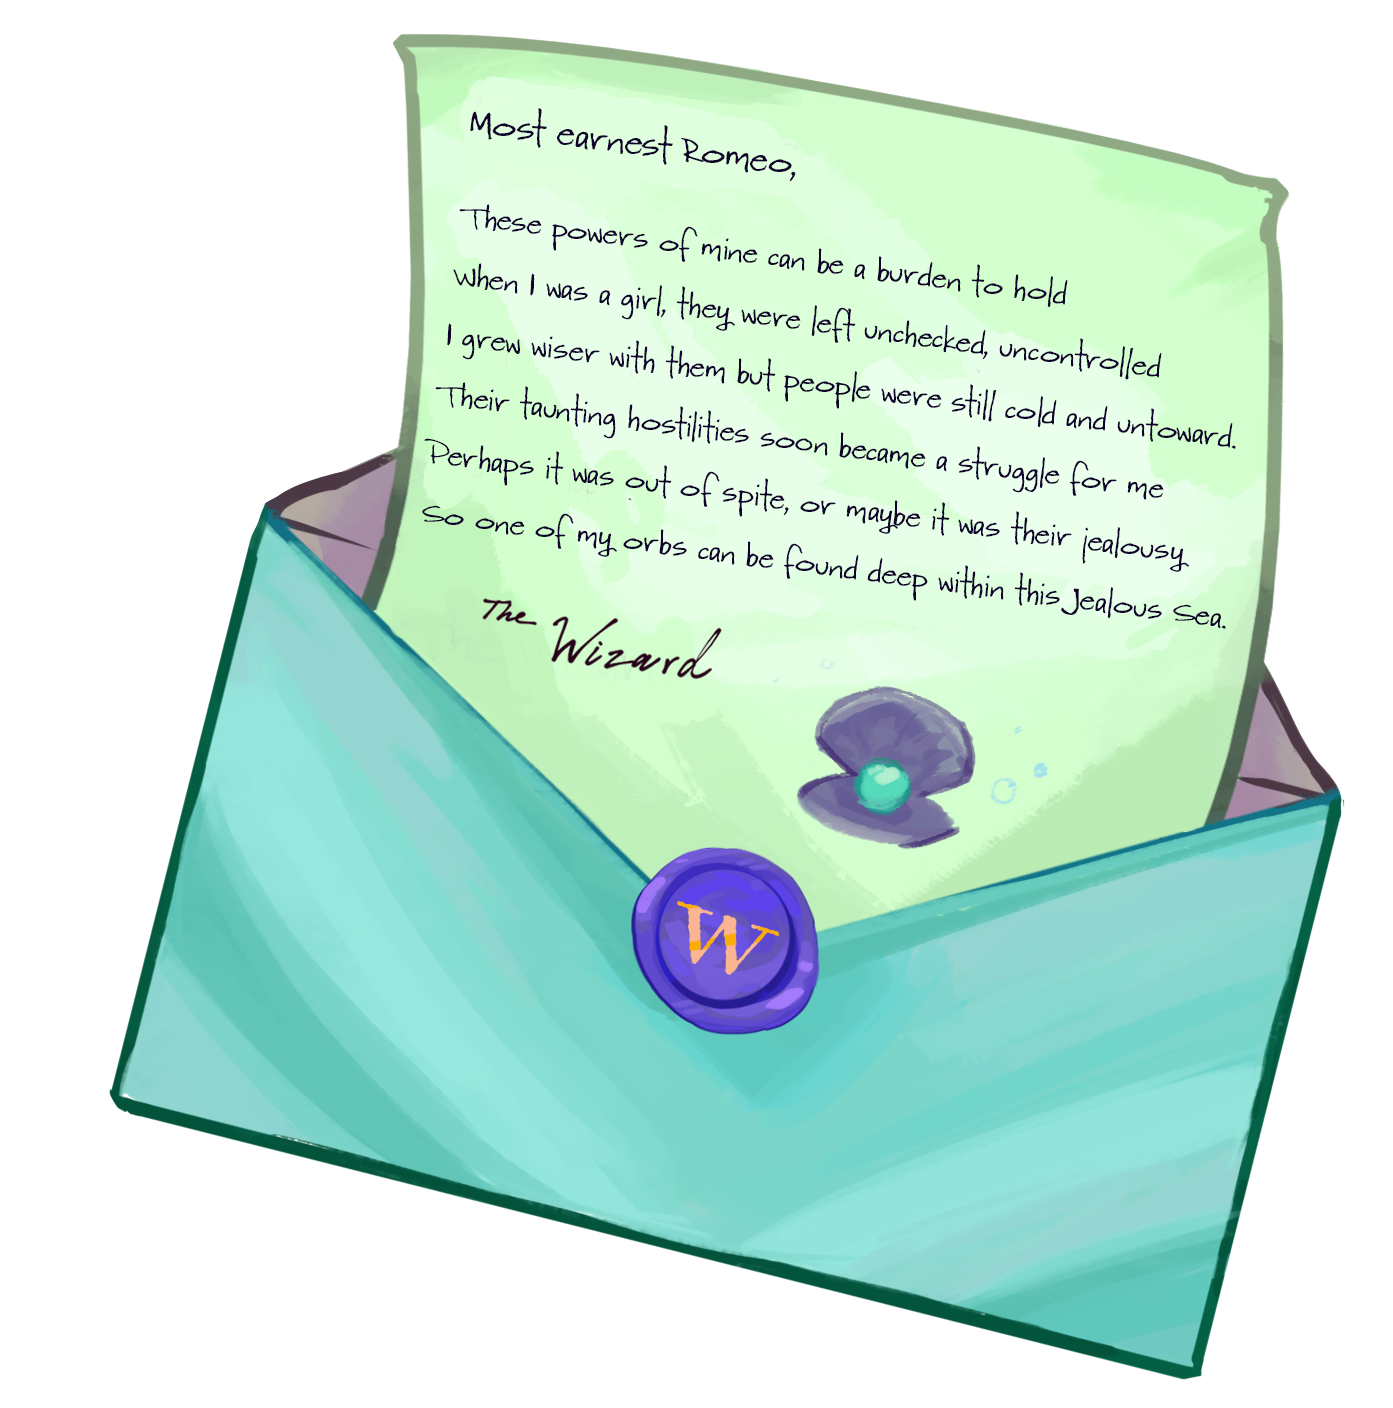 Most earnest Romeo,
These powers of mine can be a burden to hold
When I was a girl, they were left unchecked, uncontrolled
I grew wiser with them but people were still cold and untoward.
Their taunting hostilities soon became a struggle for me
Perhaps it was out of spite, or maybe it was their jealousy
So one of my orbs can be found deep within this Jealous Sea.
The Wizard
W